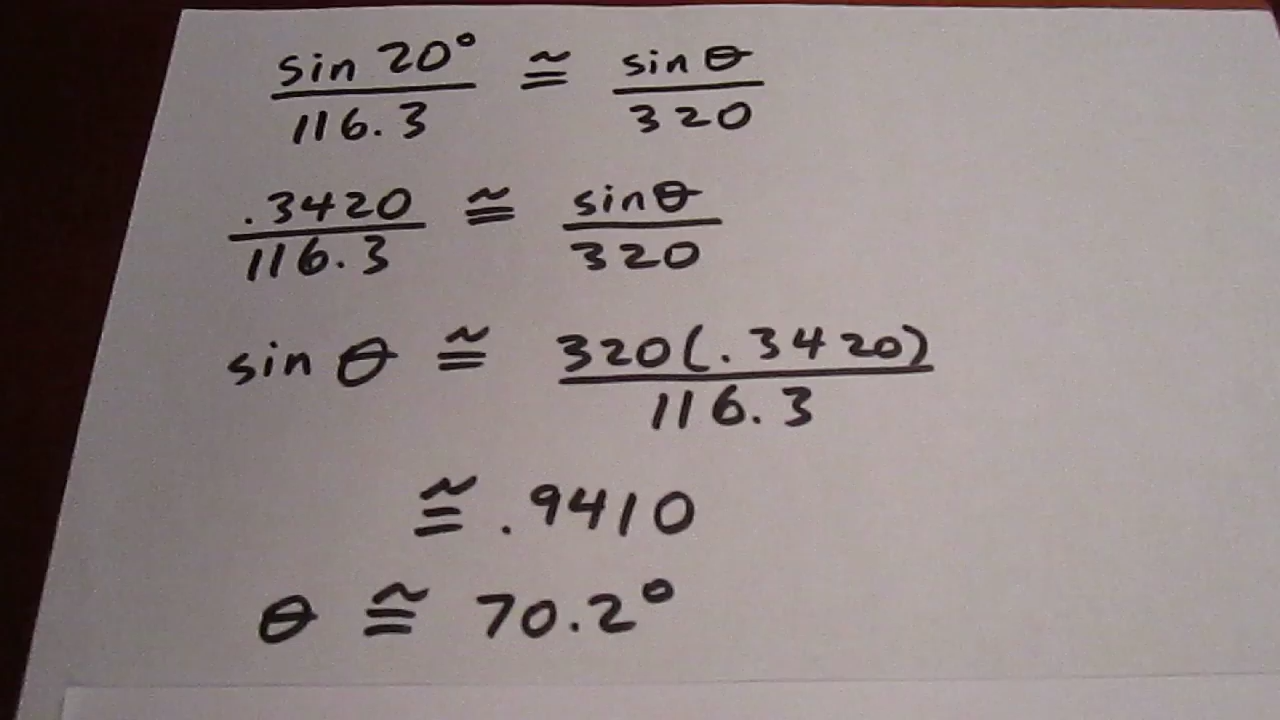 sin 20° ≅ sin θ
116.3 320
.3420 ≅ sin θ
116.3 320
sin θ ≅ 320(.3420)
116.3
≅ .9410
θ ≅ 70.2°